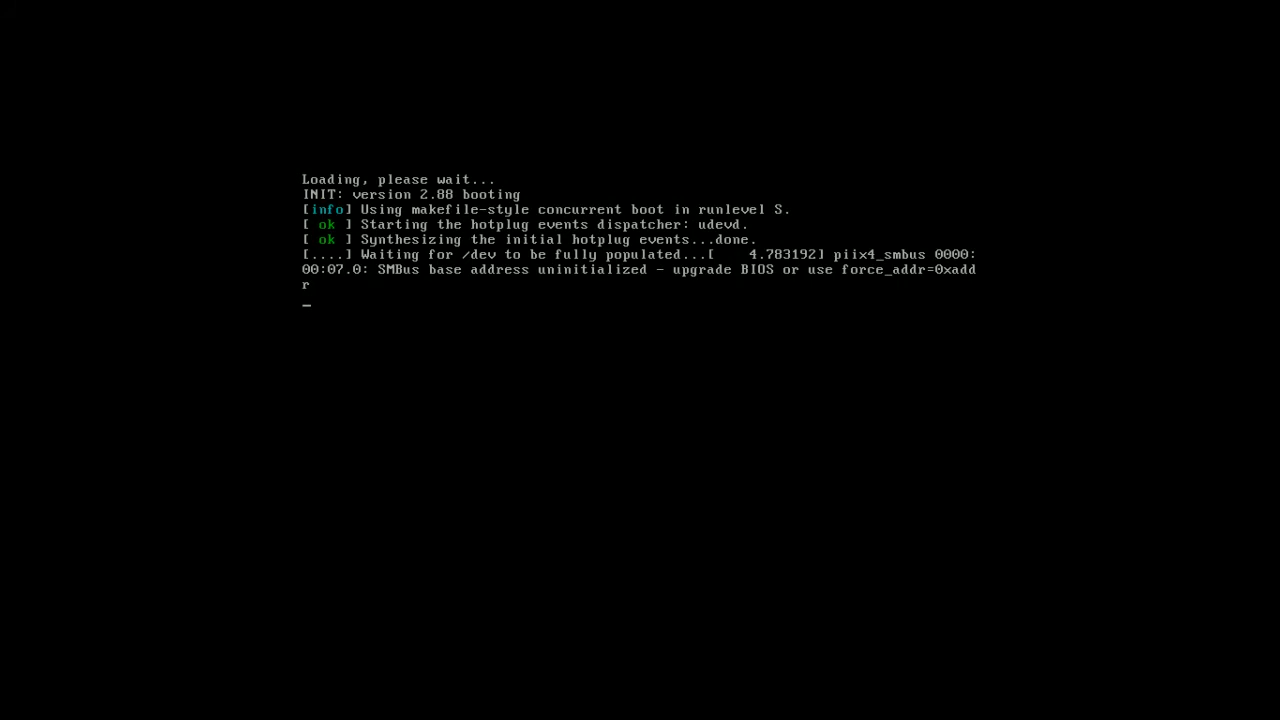 Loading, please wait...
INIT: version 2.88 booting
[info] Using makefile-style concurrent boot in runlevel S.
[ ok ] Starting the hotplug events dispatcher: udevd.
[ ok ] Synthesizing the initial hotplug events...done.
[....] Waiting for /dev to be fully populated...[    4.783192] piix4_smbus 0000:
00:07.0: SMBus base address uninitialized - upgrade BIOS or use force_addr=0xadd
r
_